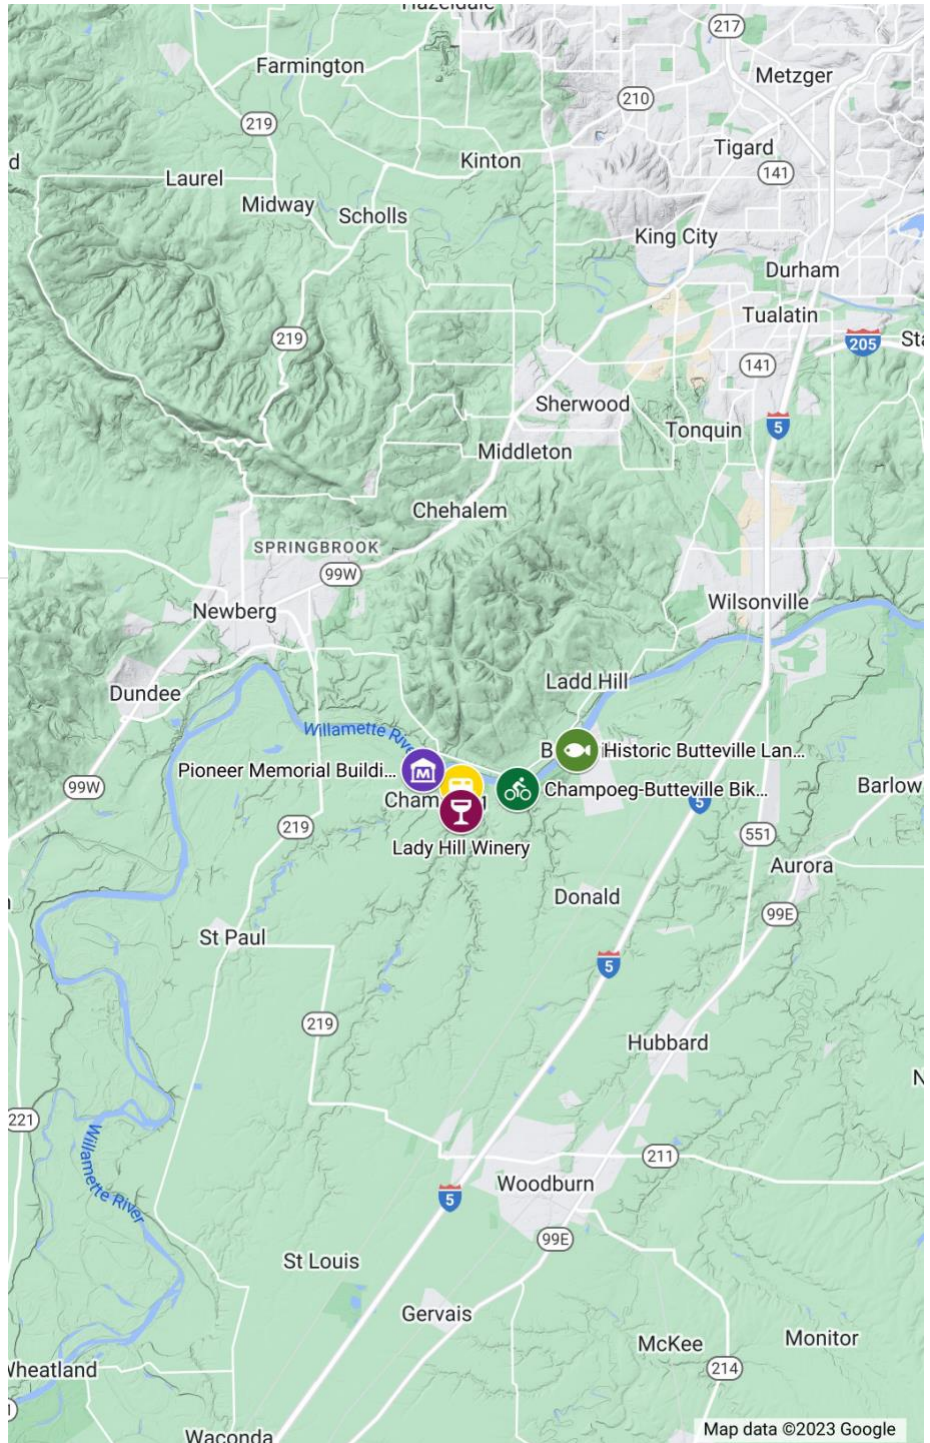 Hazeldale
217
Farmington
Metzger
210
219
Tigard
Kinton
141
Laurel
Midway
Scholls
King City
Durham
Tualatin
219
205
Sta
141
Sherwood
Tonquin
5
Middleton
Chehalem
SPRINGBROOK
99W
Newberg
Wilsonville
Dundee
Ladd Hill
Willamette River
B
Historic Butteville Lan...
Pioneer Memorial Buildi...
M
99W
Champoeg-Butteville Bik...
Barlow
5
219
551
Lady Hill Winery
Aurora
Donald
99E
St Paul
5
219
Hubbard
N
221
Willamette River
211
Woodburn
5
99E
St Louis
Gervais
McKee
Monitor
Wheatland
214
Waconda
Map data ©2023 Google